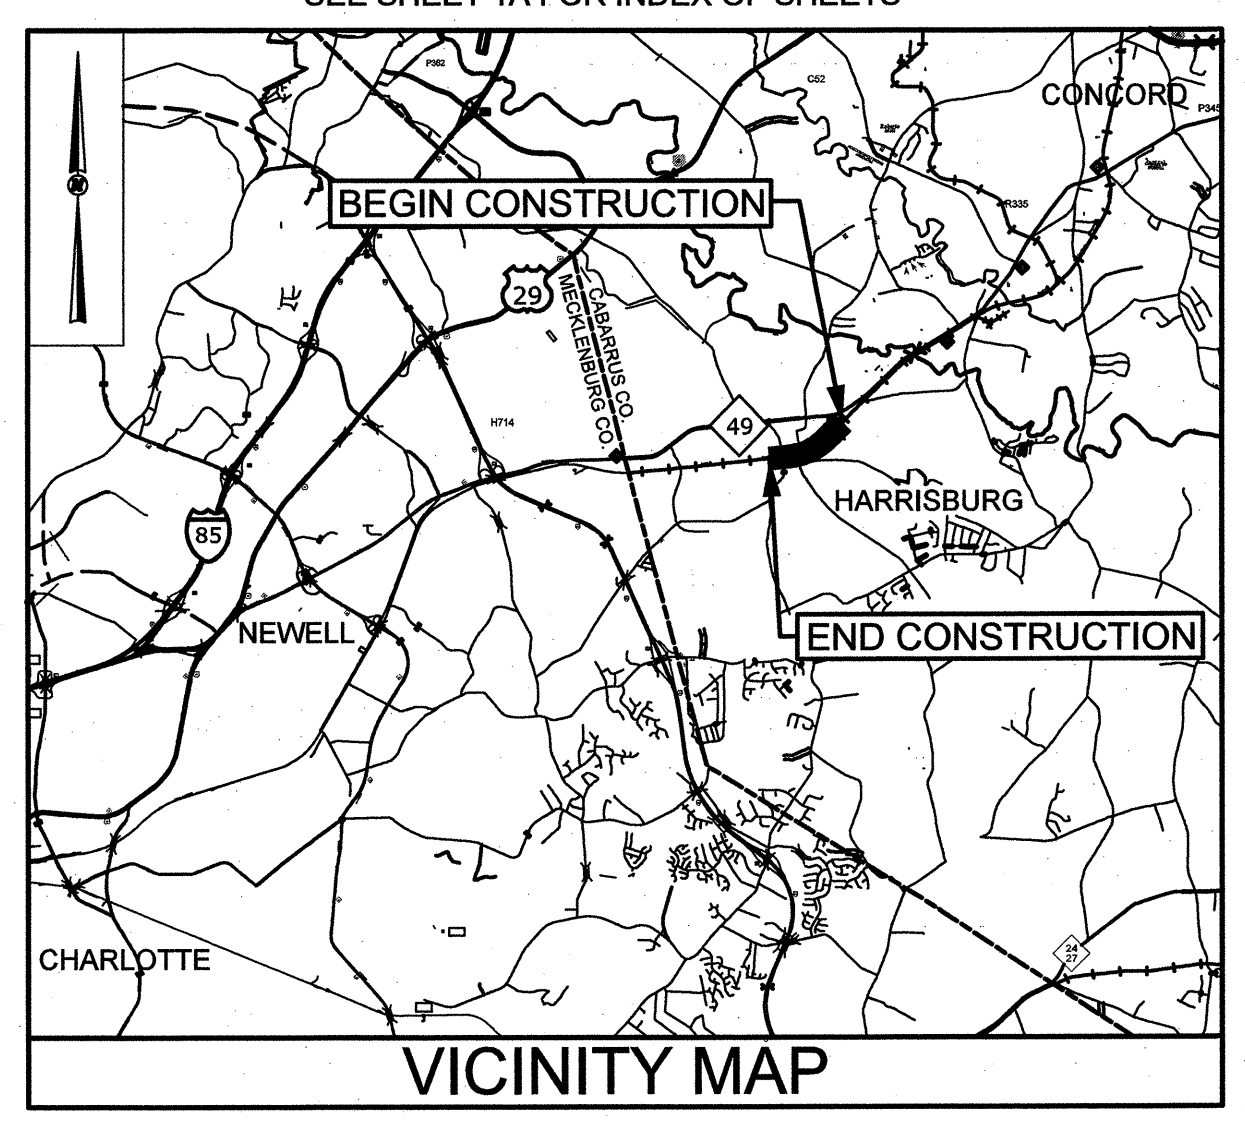 SEE SHEET 1A FOR INDEX OF SHEETS
P362
C52
CONCORD
P345
BEGIN CONSTRUCTION
R335
29
CABARRUS CO.
MECKLENBURG CO.
H714
49
HARRISBURG
85
NEWELL
END CONSTRUCTION
CHARLOTTE
24
27
VICINITY MAP